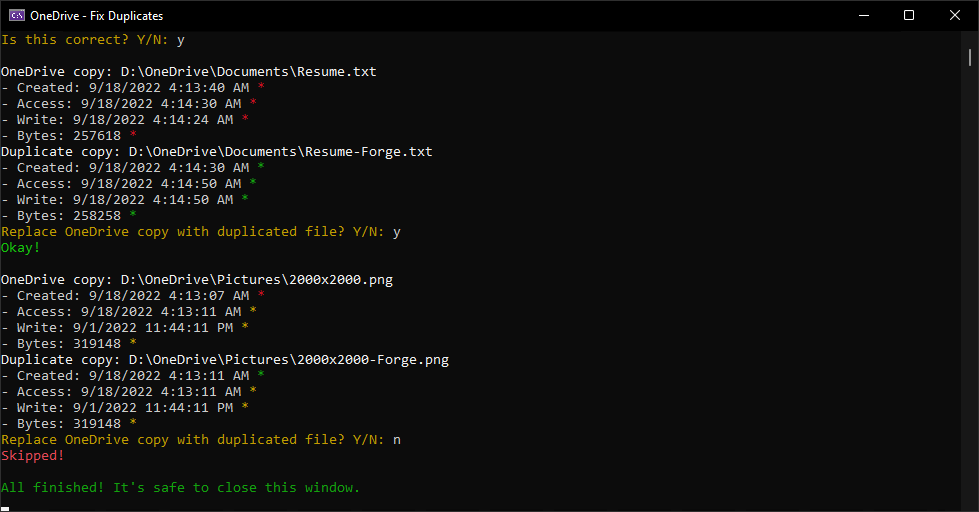 OneDrive - Fix Duplicates
Is this correct? Y/N: y
OneDrive copy: D:\OneDrive\Documents\Resume.txt
- Created: 9/18/2022 4:13:40 AM *
- Access: 9/18/2022 4:14:30 AM *
- Write: 9/18/2022 4:14:24 AM *
- Bytes: 257618 *
Duplicate copy: D:\OneDrive\Documents\Resume-Forge.txt
- Created: 9/18/2022 4:14:30 AM *
- Access: 9/18/2022 4:14:50 AM *
- Write: 9/18/2022 4:14:50 AM *
- Bytes: 258258 *
Replace OneDrive copy with duplicated file? Y/N: y
Okay!
OneDrive copy: D:\OneDrive\Pictures\2000x2000.png
- Created: 9/18/2022 4:13:07 AM *
- Access: 9/18/2022 4:13:11 AM *
- Write: 9/1/2022 11:44:11 PM *
- Bytes: 319148 *
Duplicate copy: D:\OneDrive\Pictures\2000x2000-Forge.png
- Created: 9/18/2022 4:13:11 AM *
- Access: 9/18/2022 4:13:11 AM *
- Write: 9/1/2022 11:44:11 PM *
- Bytes: 319148 *
Replace OneDrive copy with duplicated file? Y/N: n
Skipped!
All finished! It's safe to close this window.